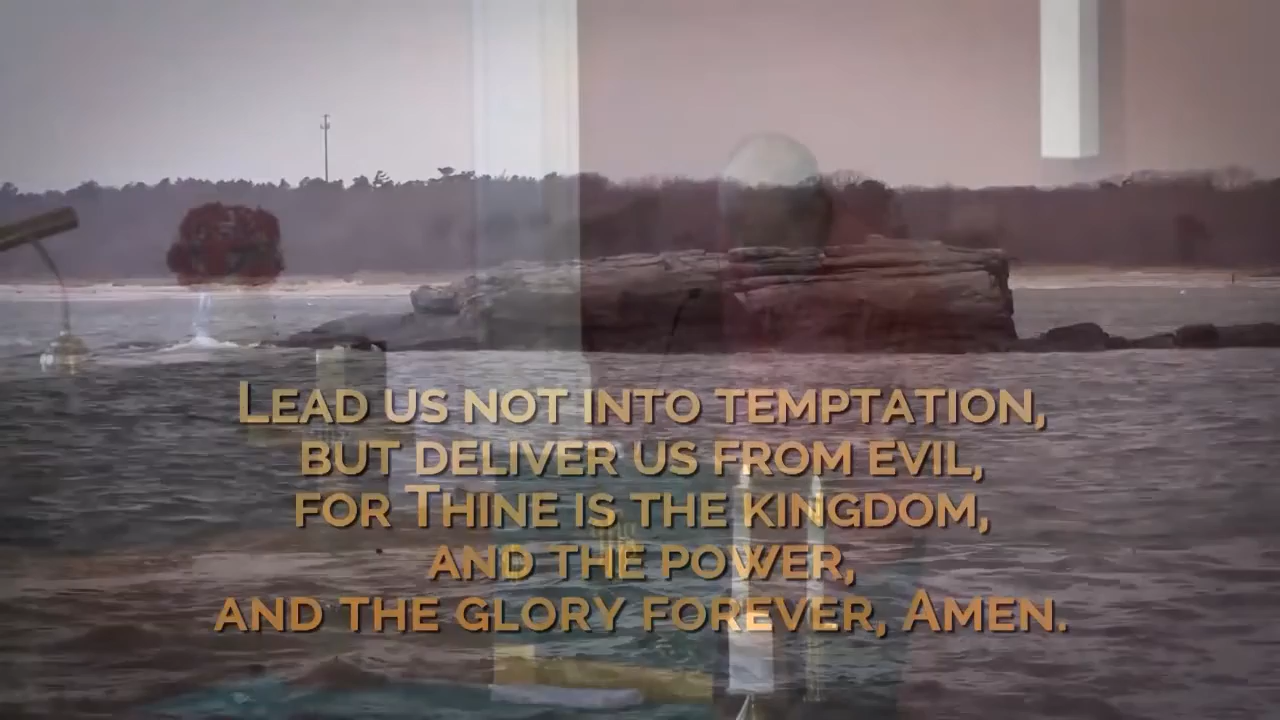 Lead us not into temptation,
but deliver us from evil,
for Thine is the kingdom,
and the power,
and the glory forever, Amen.